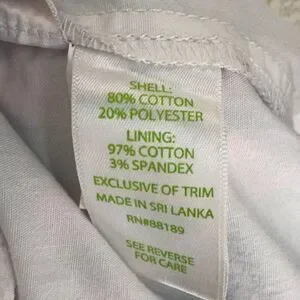 SHELL:
80% COTTON
20% POLYESTER
LINING:
97% COTTON
3% SPANDEX
EXCLUSIVE OF TRIM
MADE IN SRI LANKA
RN#88189
SEE REVERSE
FOR CARE